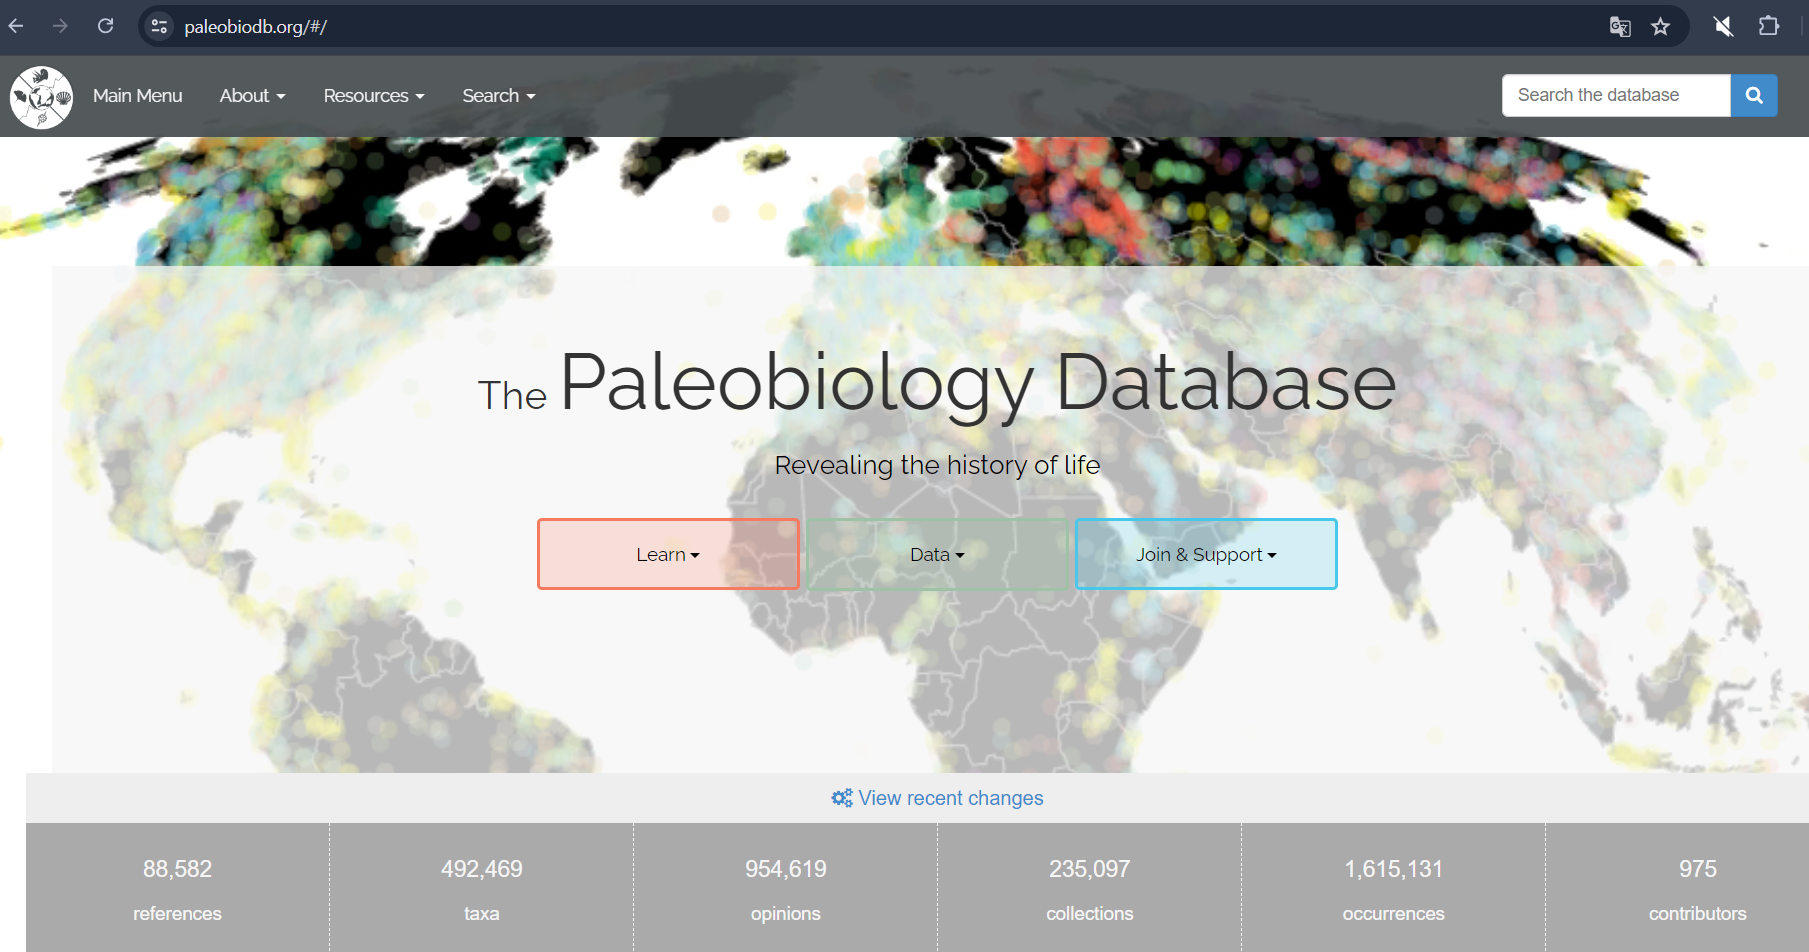 paleobiodb.org/#/
Main Menu About Resources Search Search the database
The Paleobiology Database
Revealing the history of life
Learn Data Join & Support
View recent changes
88,582 492,469 954,619 235,097 1,615,131 975
references taxa opinions collections occurrences contributors